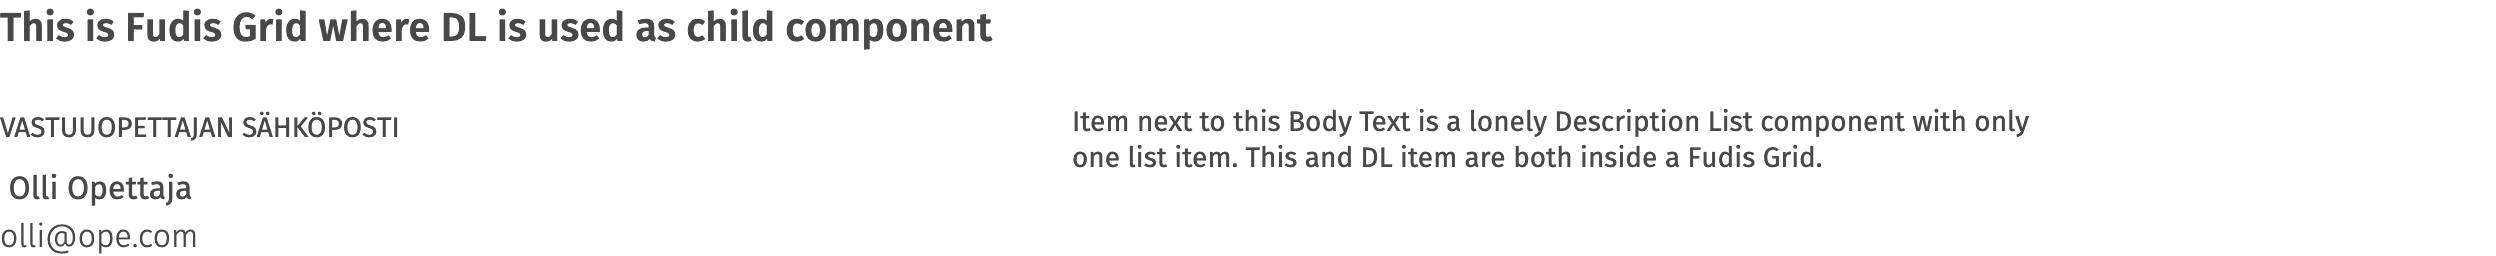 This is Fudis Grid where DL is used as child component
VASTUUOPETTAJAN SÄHKÖPOSTI
Olli Opettaja
olli@ope.com
Item next to this Body Text is a lonely Description List component with only
one list item. This and DL item are both inside a Fudis Grid.